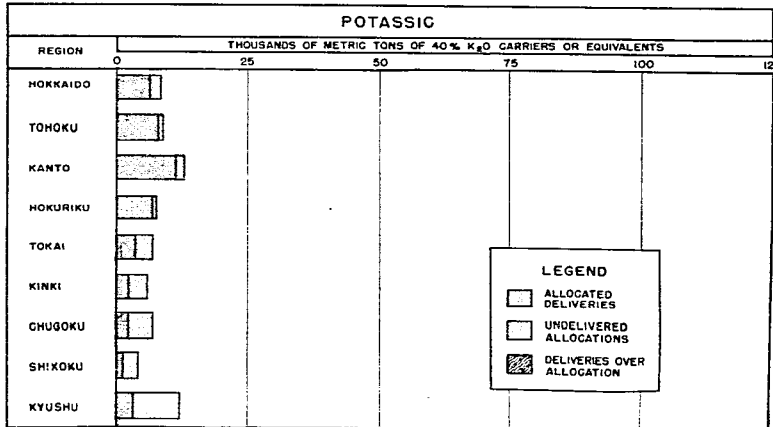 POTASSIC
REGION
THOUSANDS OF METRIC TONS OF 40% K2O CARRIERS OR EQUIVALENTS
0 25 50 75 100 12
HOKKAIDO
TOHOKU
KANTO
HOKURIKU
TOKAI
KINKI
CHUGOKU
SHIKOKU
KYUSHU
LEGEND
ALLOCATED
DELIVERIES
UNDELIVERED
ALLOCATIONS
DELIVERIES OVER
ALLOCATION